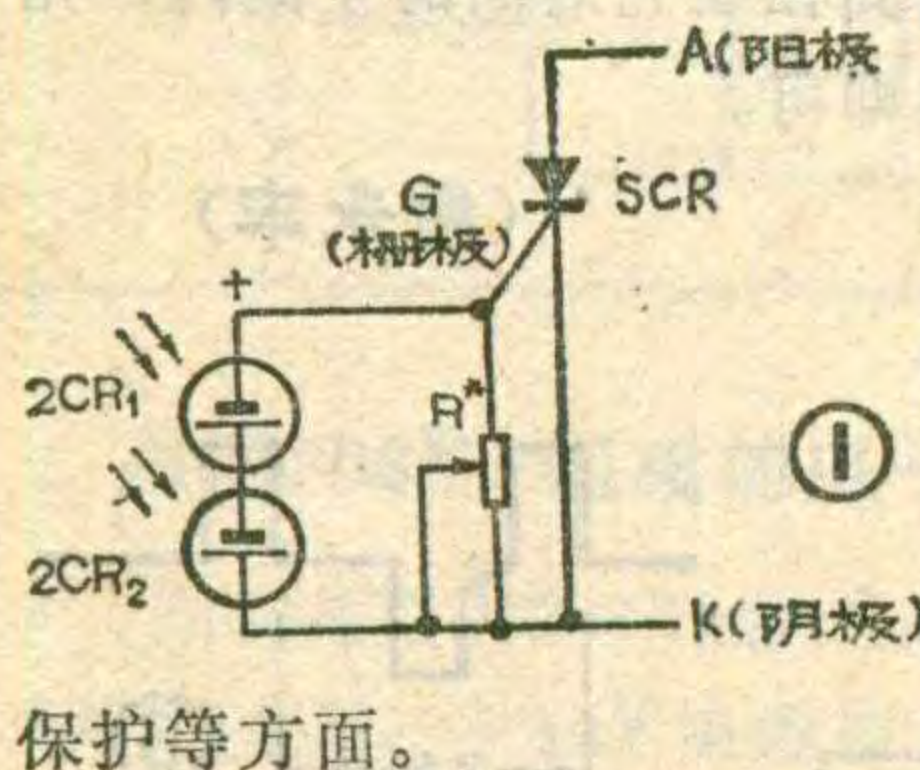 A(阳极
SCR
G
(栅极)
+
2CR₁
R*
1
2CR₂
K(阴极)
保护等方面。